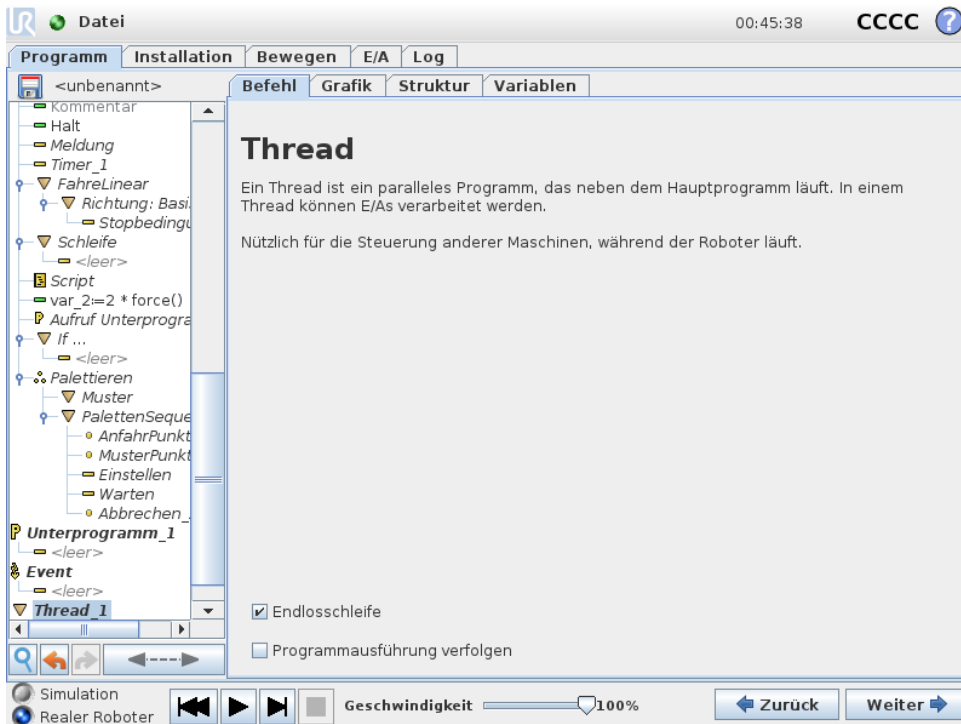 UR Datei 00:45:38 CCCC ?
Programm Installation Bewegen E/A Log
<unbenannt> Befehl Grafik Struktur Variablen
Kommentar
Halt
Meldung
Timer_1
FahreLinear
Richtung: Basi
Stopbedingu
Schleife
<leer>
Script
var_2:=2 * force()
P Aufruf Unterprogra
If ...
<leer>
Palettieren
Muster
PalettenSeque
AnfahrPunkt
MusterPunkt
Einstellen
Warten
Abbrechen_
P Unterprogramm_1
<leer>
Event
<leer>
Thread_1
Thread
Ein Thread ist ein paralleles Programm, das neben dem Hauptprogramm läuft. In einem
Thread können E/As verarbeitet werden.
Nützlich für die Steuerung anderer Maschinen, während der Roboter läuft.
Endlosschleife
Programmausführung verfolgen
Simulation
Realer Roboter
Geschwindigkeit 100%
Zurück Weiter